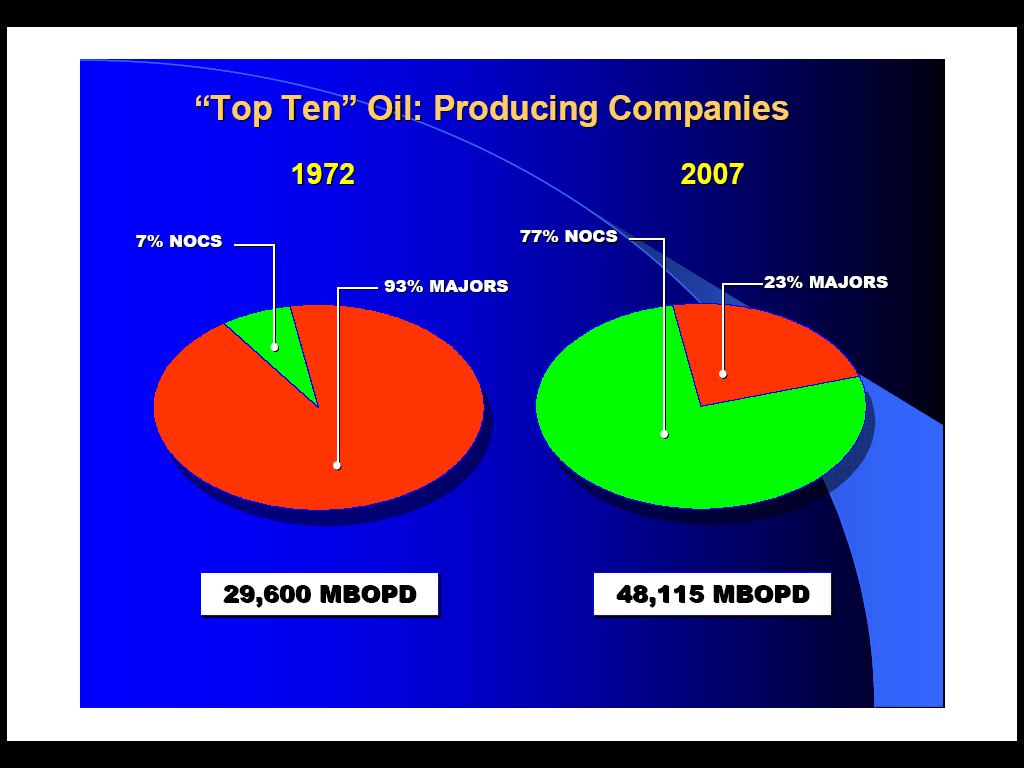 “Top Ten” Oil: Producing Companies
1972
2007
7% NOCS
93% MAJORS
77% NOCS
23% MAJORS
29,600 MBOPD
48,115 MBOPD